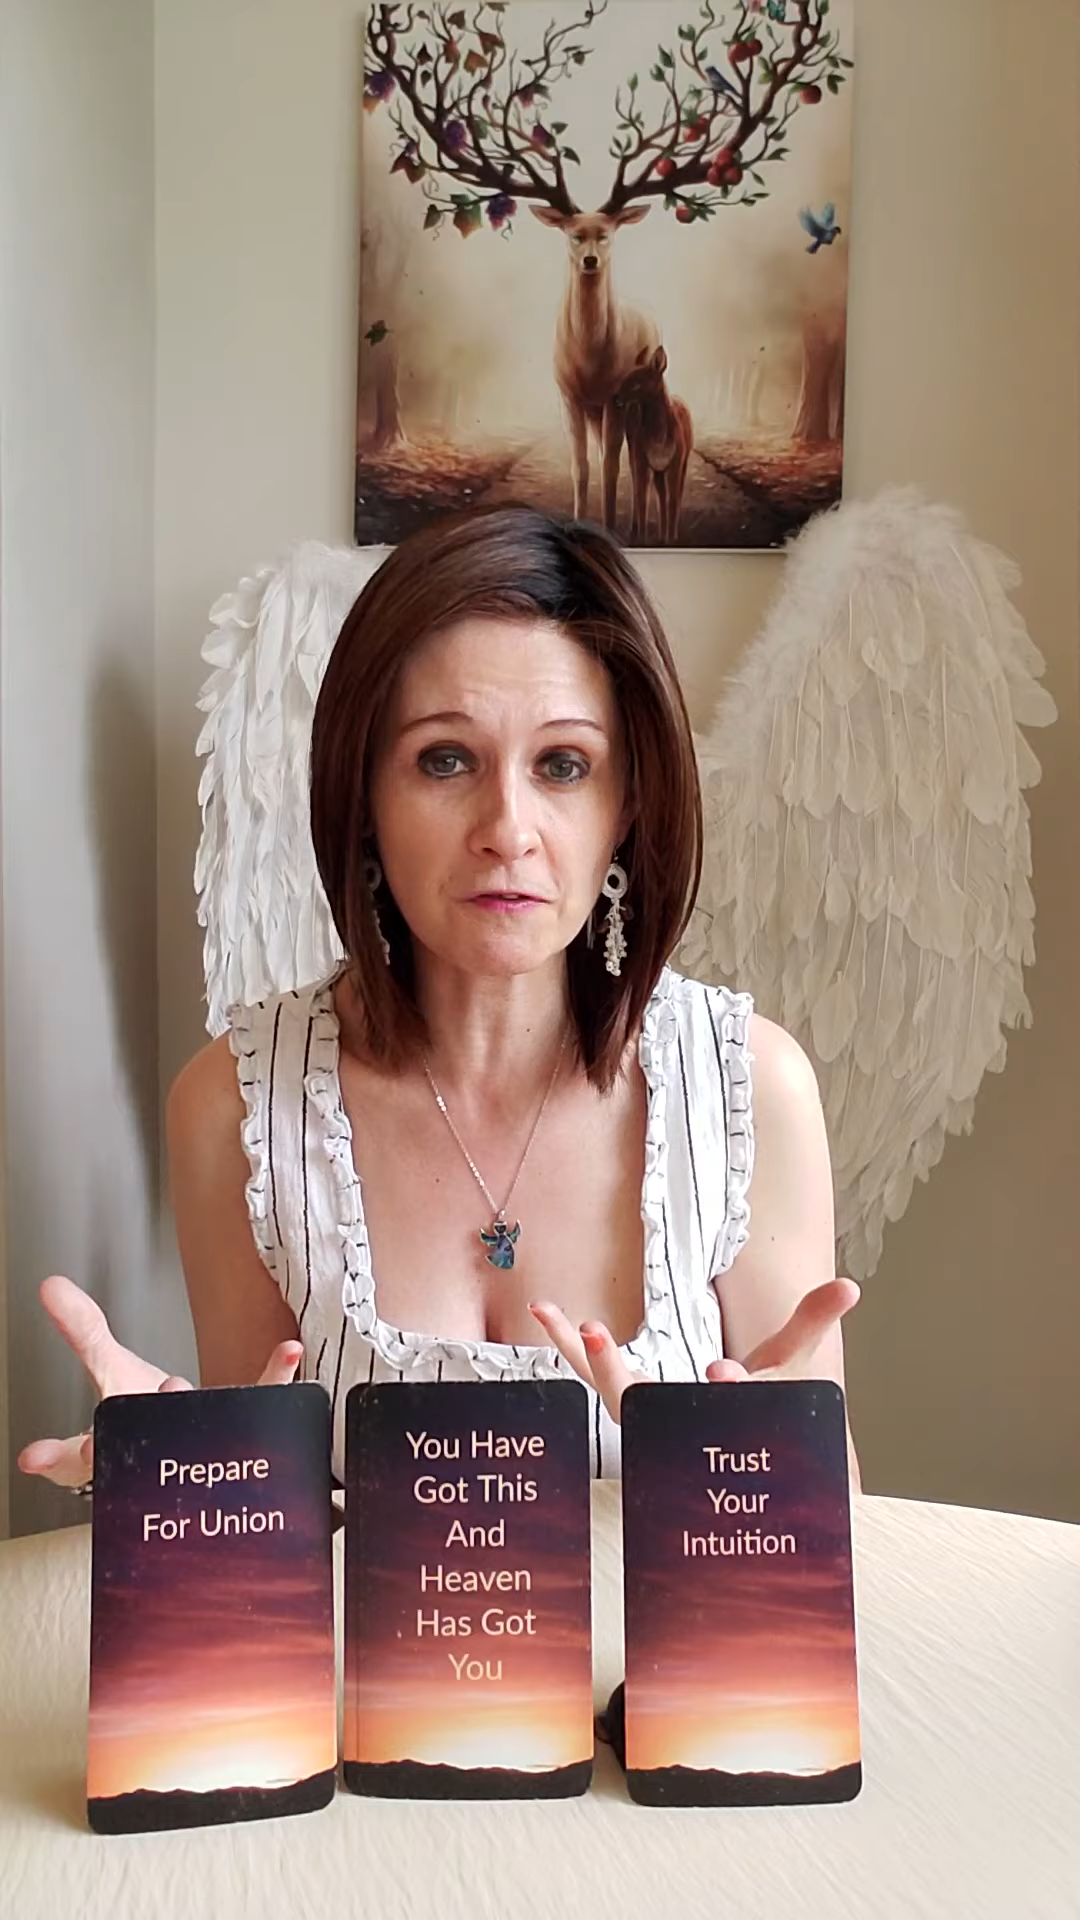 Prepare
For Union
You Have
Got This
And
Heaven
Has Got
You
Trust
Your
Intuition